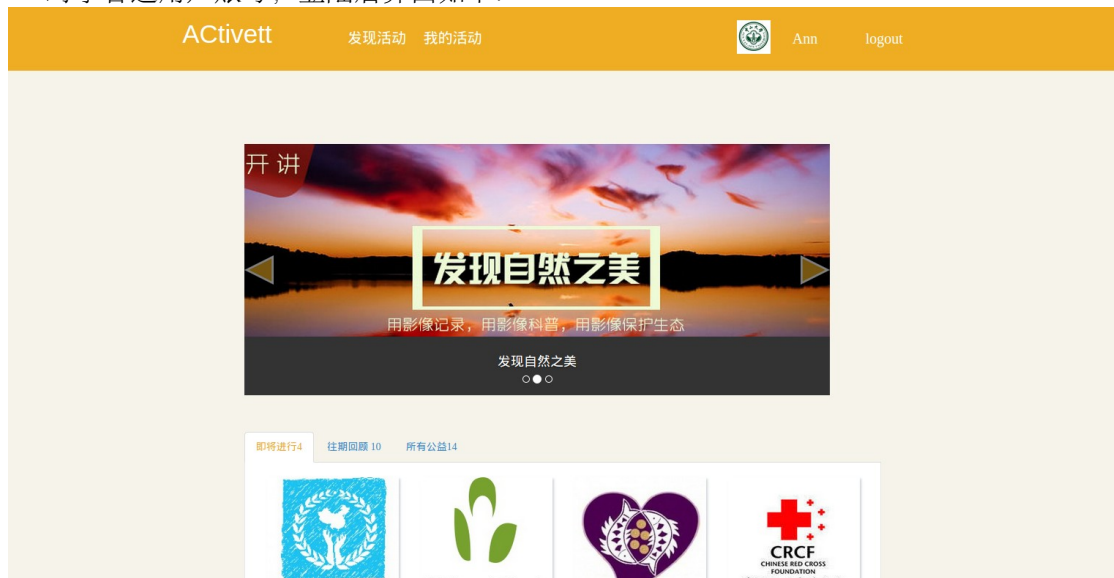 ACtivett
发现活动 我的活动
Ann
logout
开讲
发现自然之美
用影像记录，用影像科普，用影像保护生态
发现自然之美
即将进行4
往期回顾 10
所有公益14
CRCF
CHINESE RED CROSS
FOUNDATION